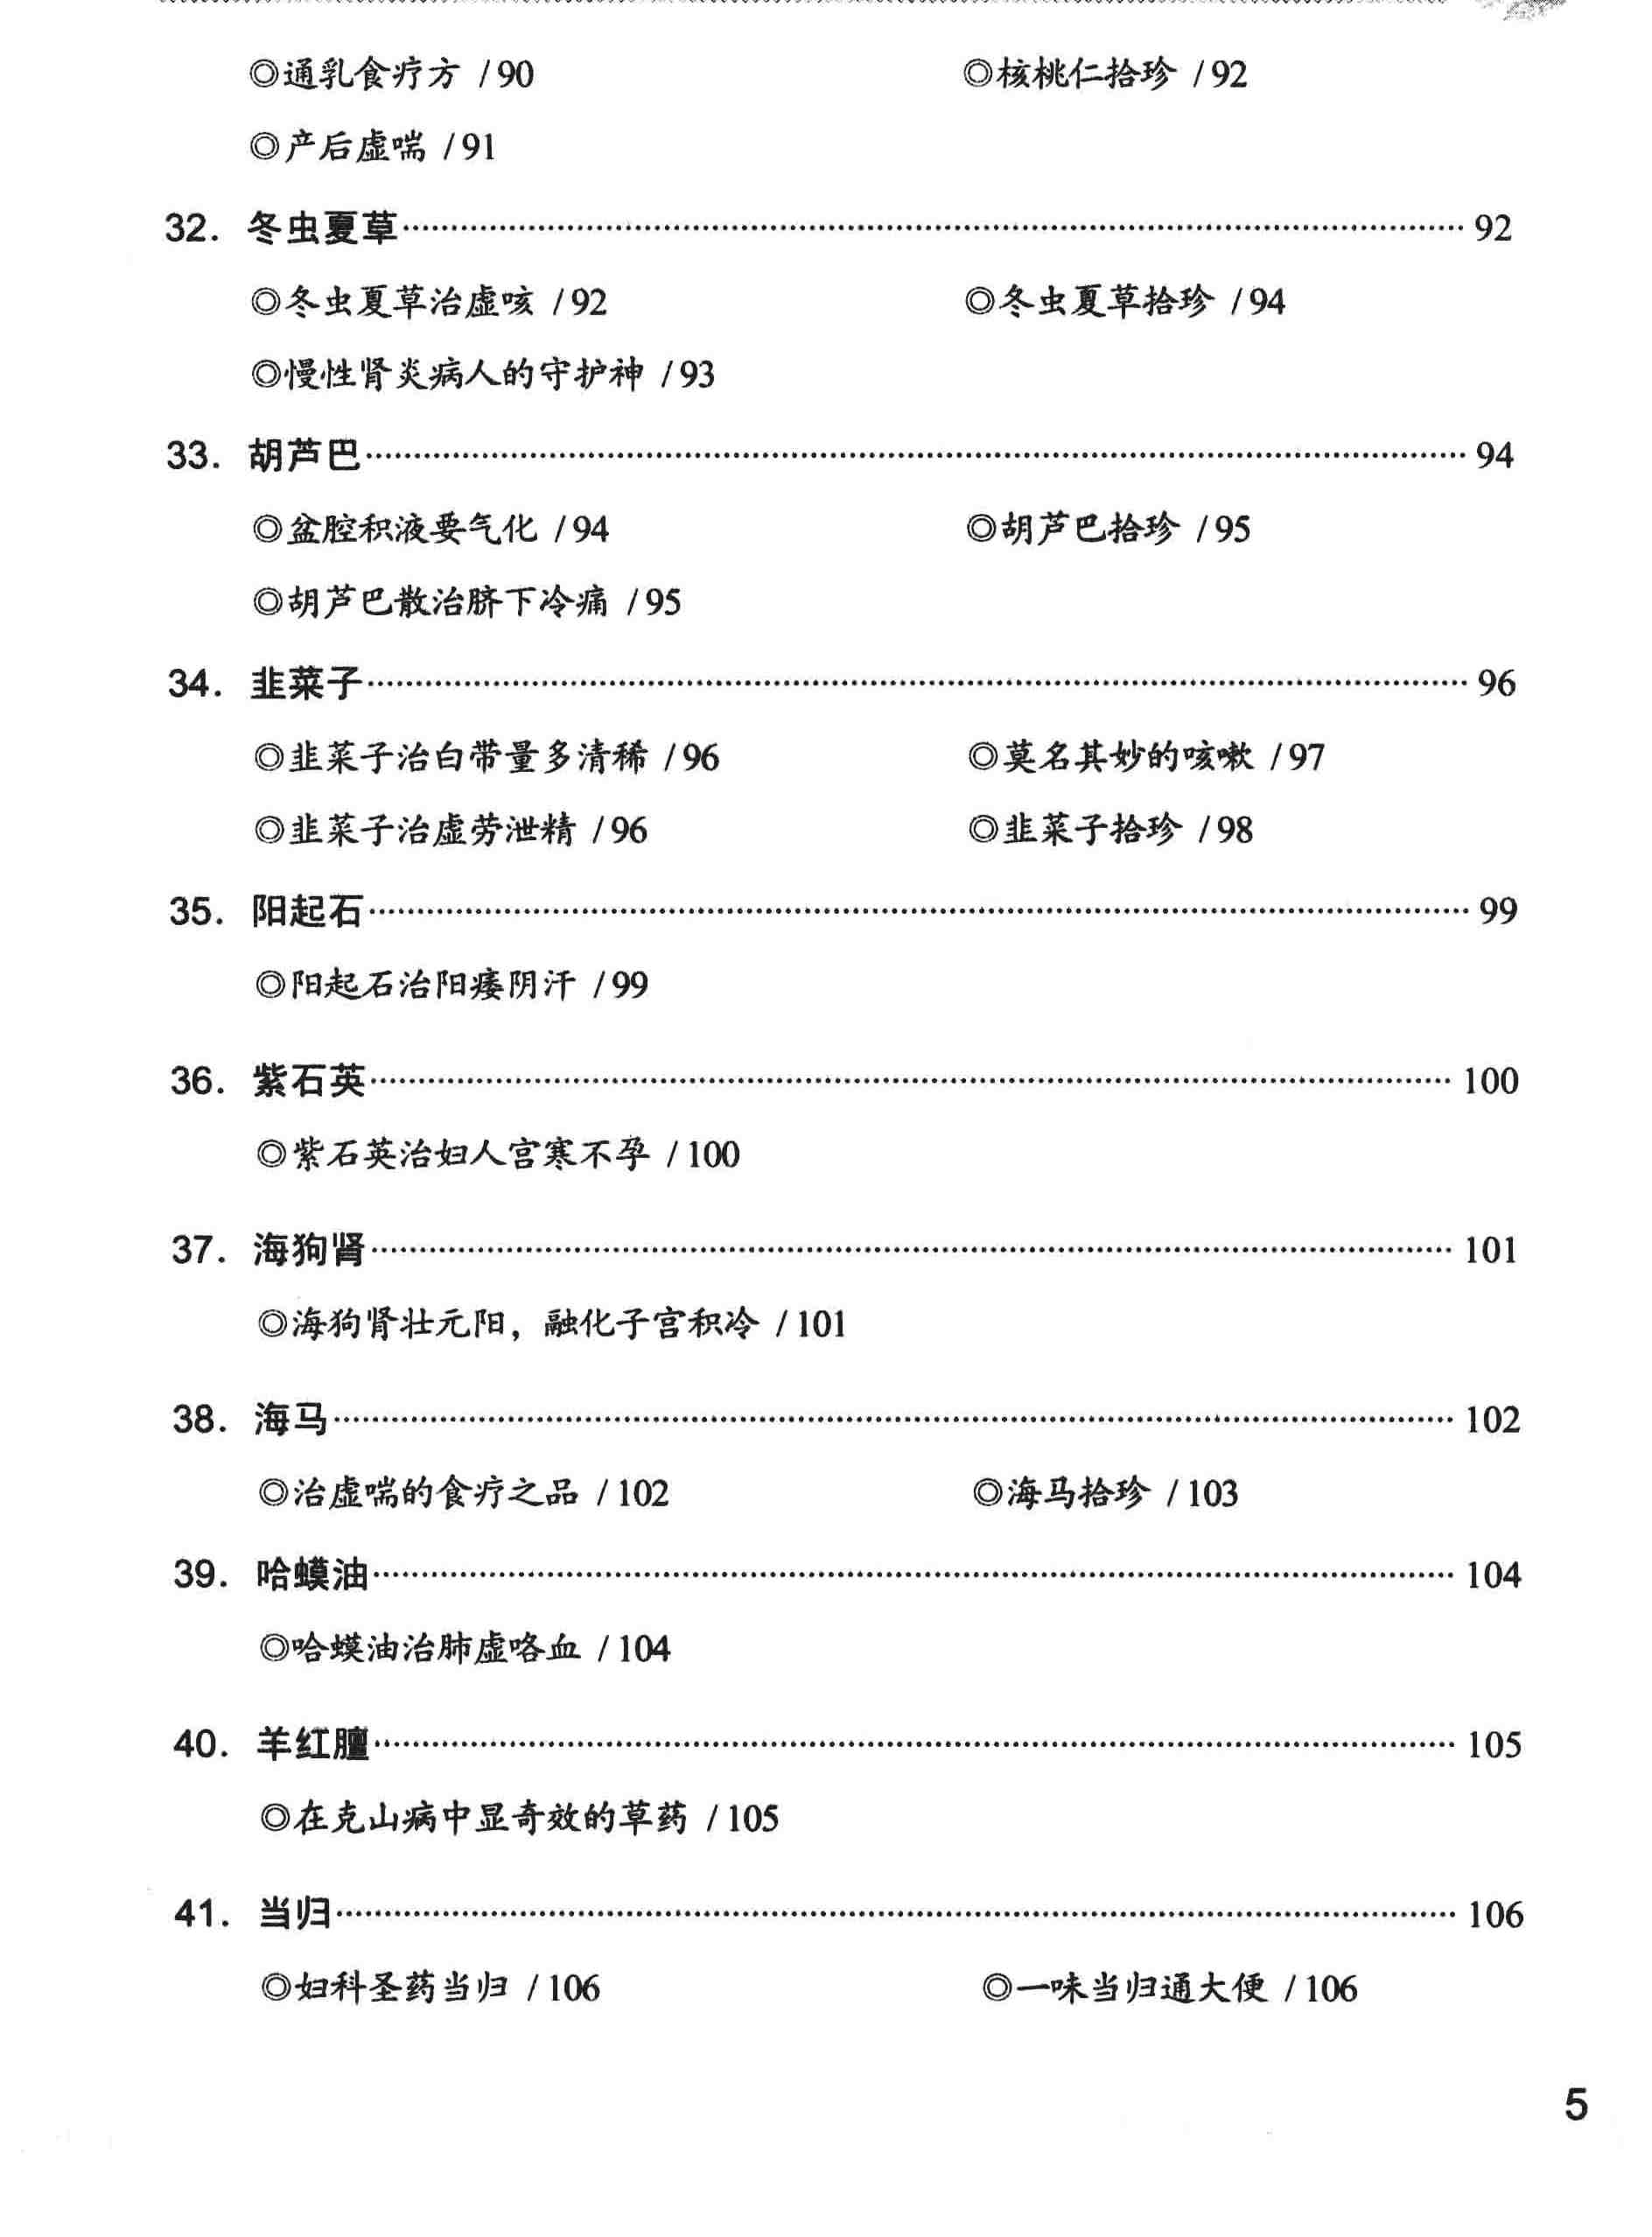 ◎通乳食疗方 /90 ◎核桃仁拾珍 /92
◎产后虚喘 /91
32. 冬虫夏草 92
◎冬虫夏草治虚咳 /92 ◎冬虫夏草拾珍 /94
◎慢性肾炎病人的守护神 /93
33. 胡芦巴 94
◎盆腔积液要气化 /94 ◎胡芦巴拾珍 /95
◎胡芦巴散治脐下冷痛 /95
34. 韭菜子 96
◎韭菜子治白带量多清稀 /96 ◎莫名其妙的咳嗽 /97
◎韭菜子治虚劳泄精 /96 ◎韭菜子拾珍 /98
35. 阳起石 99
◎阳起石治阳痿阴汗 /99
36. 紫石英 100
◎紫石英治妇人宫寒不孕 /100
37. 海狗肾 101
◎海狗肾壮元阳，融化子宫积冷 /101
38. 海马 102
◎治虚喘的食疗之品 /102 ◎海马拾珍 /103
39. 哈蟆油 104
◎哈蟆油治肺虚咯血 /104
40. 羊红膻 105
◎在克山病中显奇效的草药 /105
41. 当归 106
◎妇科圣药当归 /106 ◎一味当归通大便 /106
5